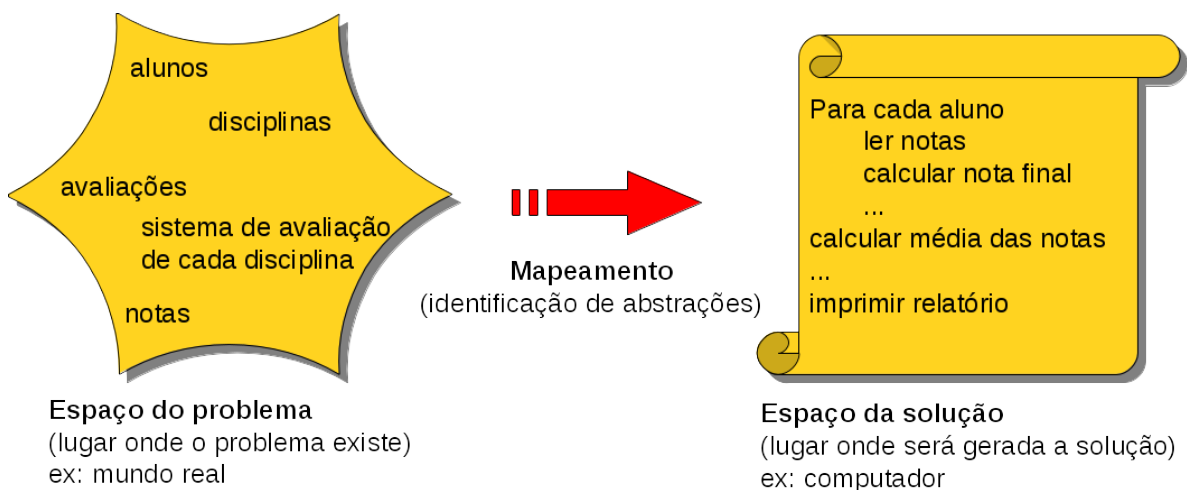 alunos
disciplinas
avaliações
sistema de avaliação
de cada disciplina
notas
Espaço do problema
(lugar onde o problema existe)
ex: mundo real
Mapeamento
(identificação de abstrações)
Para cada aluno
ler notas
calcular nota final
...
calcular média das notas
...
imprimir relatório
Espaço da solução
(lugar onde será gerada a solução)
ex: computador